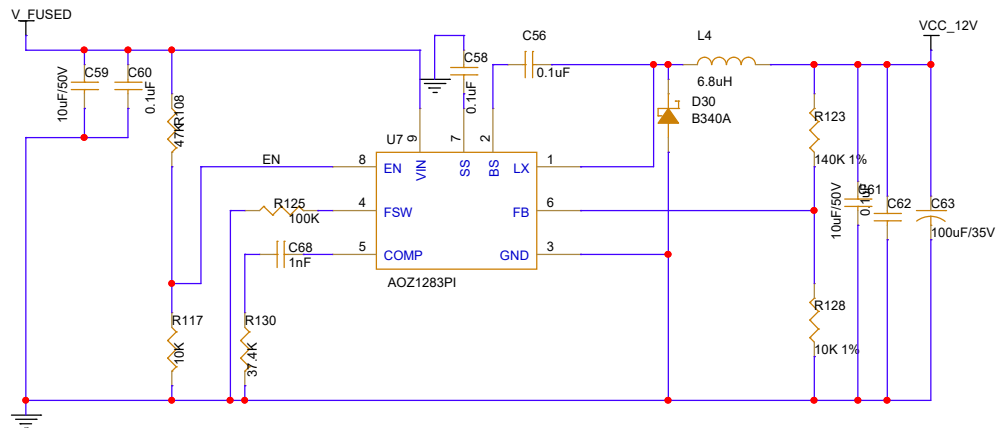 V_FUSED
VCC_12V
C59
10uF/50V
C60
0.1uF
R108
47K
C58
0.1uF
C56
0.1uF
L4
6.8uH
D30
B340A
R123
140K 1%
U7
9
7
2
VIN
SS
BS
EN
8
EN
LX
1
R125
100K
4
FSW
FB
6
C68
1nF
5
COMP
GND
3
AOZ1283PI
C61
10uF/50V
0.1uF
C62
C63
100uF/35V
R117
10K
R130
37.4K
R128
10K 1%